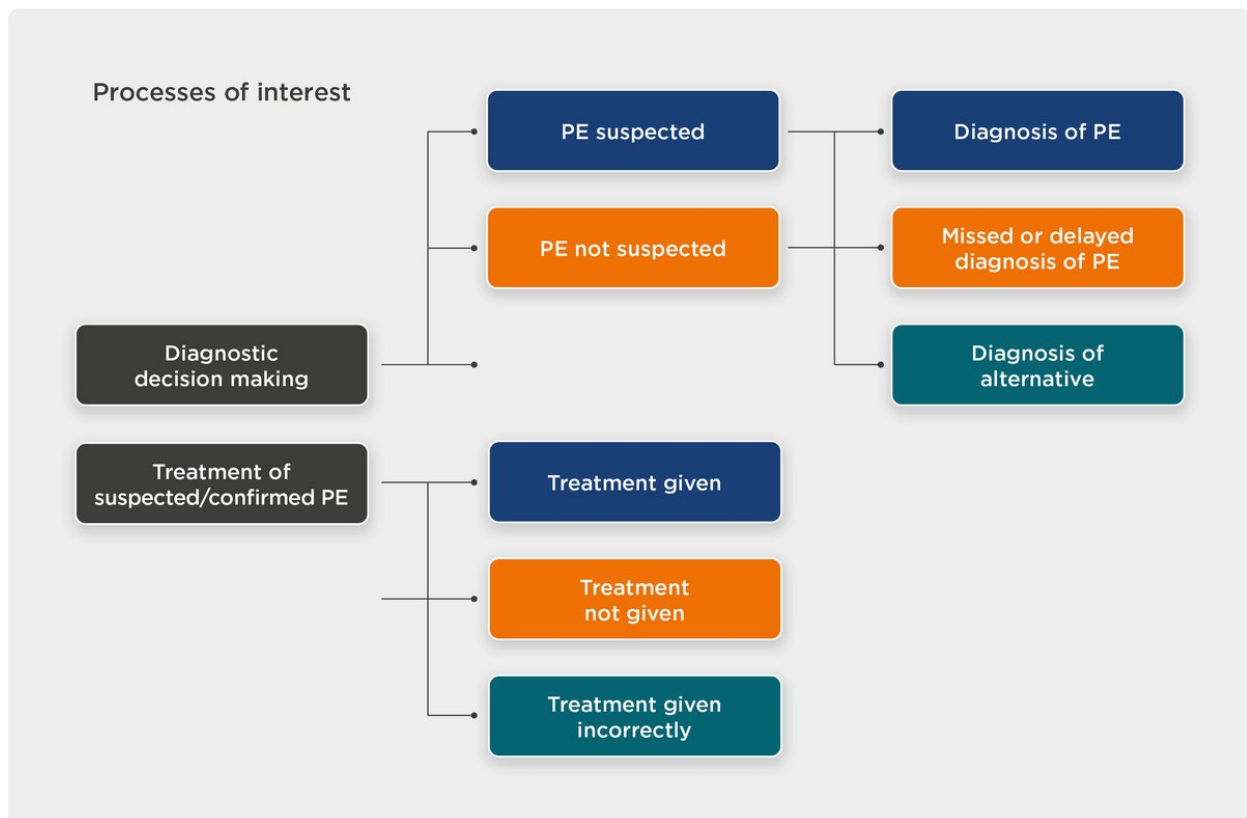 Processes of interest
PE suspected
Diagnosis of PE
PE not suspected
Missed or delayed
diagnosis of PE
Diagnostic
decision making
Diagnosis of
alternative
Treatment of
suspected/confirmed PE
Treatment given
Treatment
not given
Treatment given
incorrectly